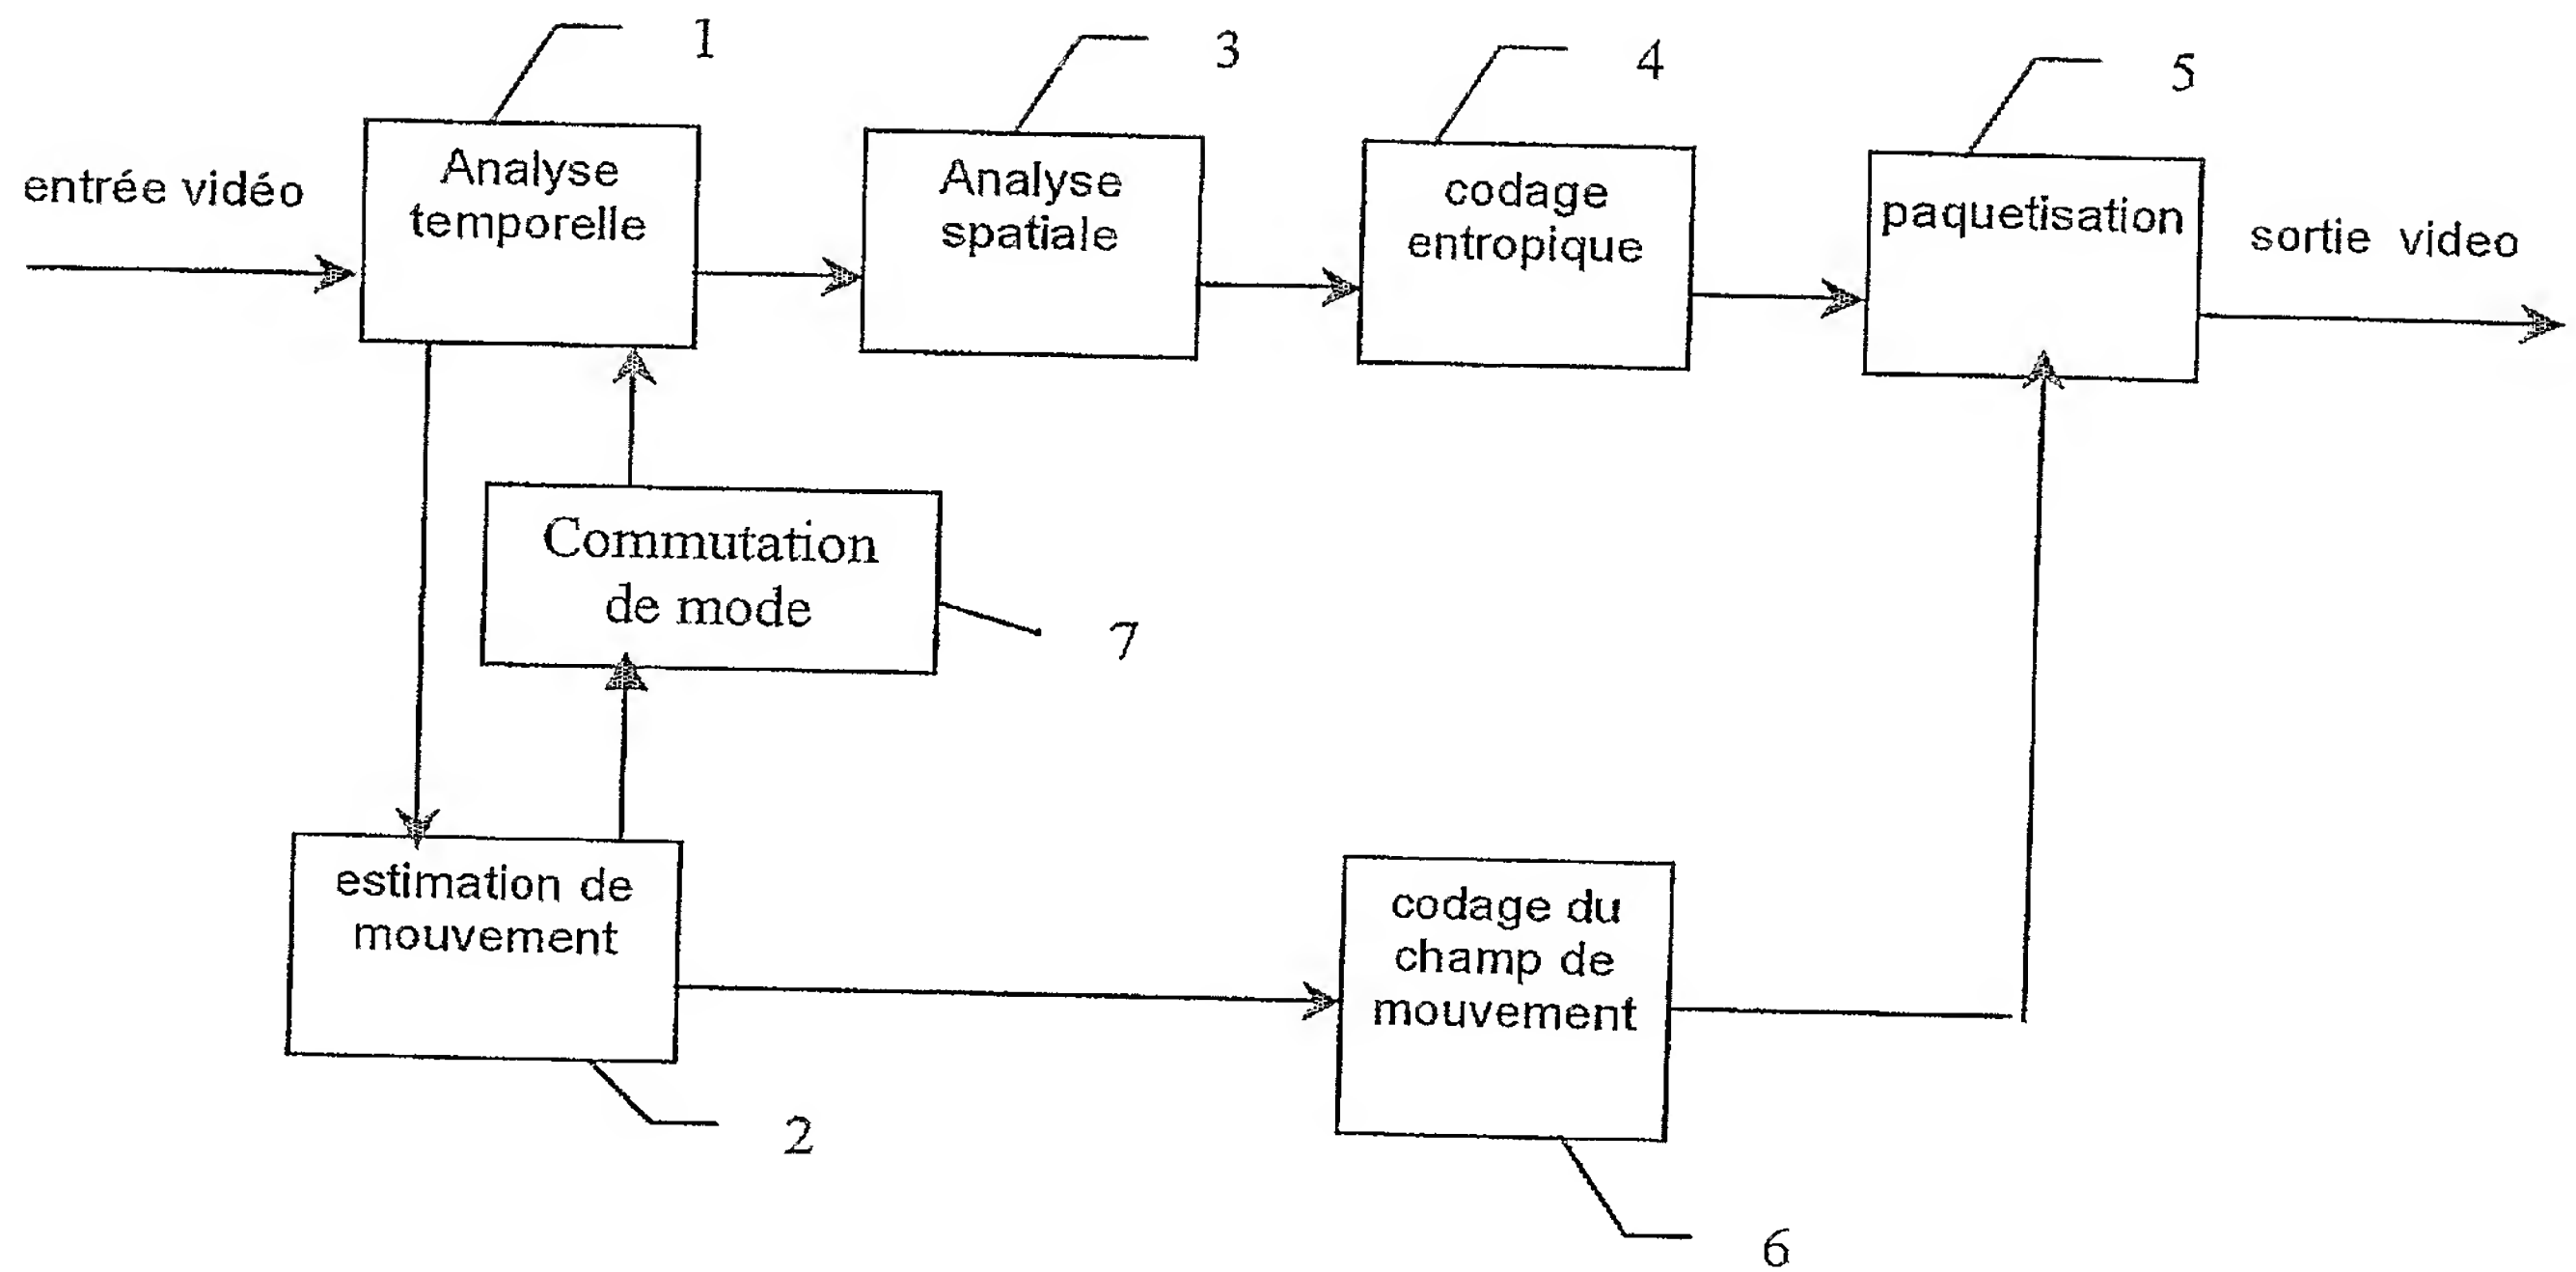 1
3
4
5
entrée vidéo
Analyse
temporelle
Analyse
spatiale
codage
entropique
paquetisation
sortie video
Commutation
de mode
7
estimation de
mouvement
codage du
champ de
mouvement
2
6